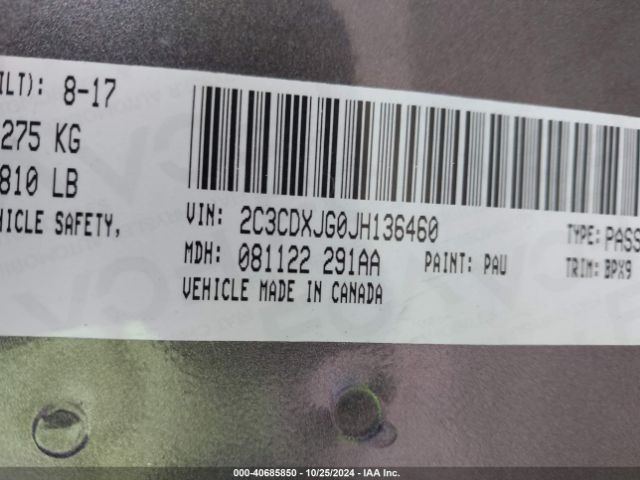 ILT): 8-17
275 KG
810 LB
HICLE SAFETY,
VIN: 2C3CDXJG0JH136460
TYPE: PASS
MDH: 081122 291AA
PAINT: PAU
TRIM: BPX9
VEHICLE MADE IN CANADA
000-40685850 / 10/25/2024 - IAA Inc.